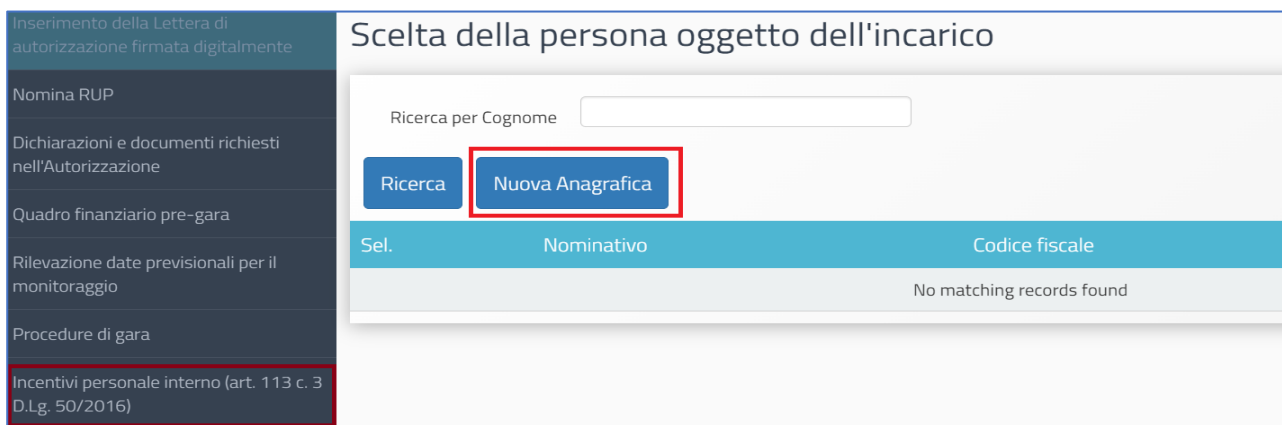 Inserimento della Lettera di
autorizzazione firmata digitalmente
Nomina RUP
Dichiarazioni e documenti richiesti
nell'Autorizzazione
Quadro finanziario pre-gara
Rilevazione date previsionali per il
monitoraggio
Procedure di gara
Incentivi personale interno (art. 113 c. 3
D.Lg. 50/2016)
Scelta della persona oggetto dell'incarico
Ricerca per Cognome
Ricerca Nuova Anagrafica
Sel. Nominativo Codice fiscale
No matching records found